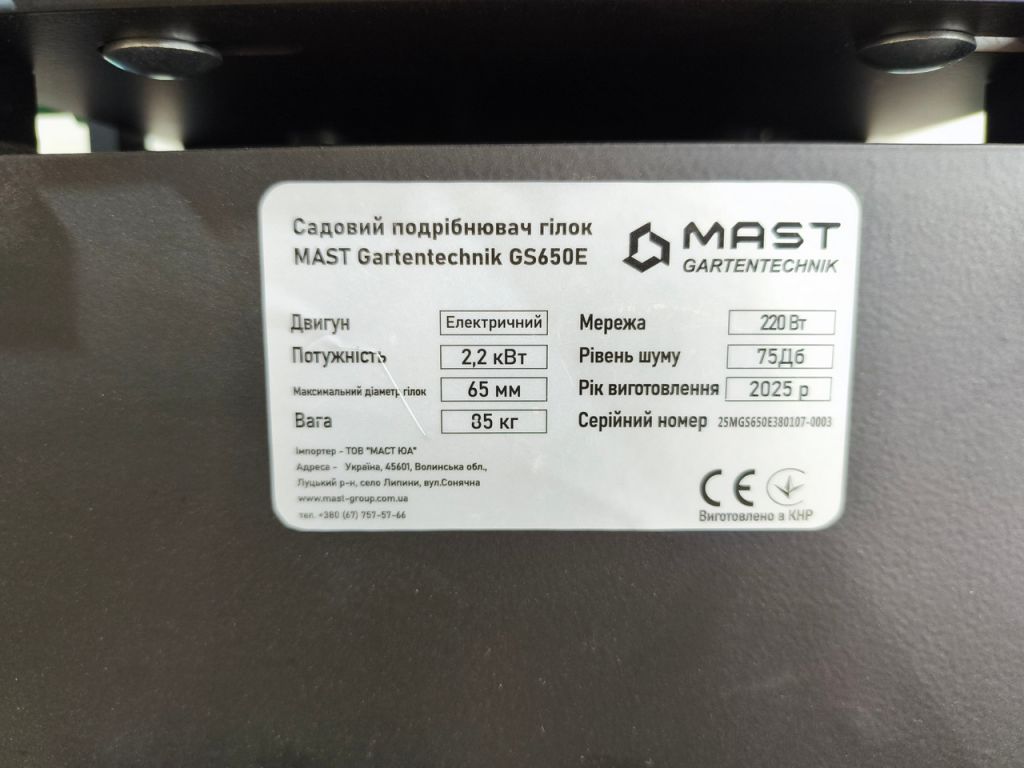 Садовий подрібнювач гілок
MAST Gartentechnik GS650E
MAST
GARTENTECHNIK
Двигун Електричний
Потужність 2,2 кВт
Максимальний діаметр гілок 65 мм
Вага 85 кг
Мережа 220 Вт
Рівень шуму 75Дб
Рік виготовлення 2025 р
Серійний номер 25MGS650E380107-0003
Імпортер - ТОВ "МАСТ ЮА"
Адреса - Україна, 45601, Волинська обл.,
Луцький р-н, село Липини, вул.Сонячна
www.mast-group.com.ua
тел. +380 (67) 757-57-66
CE
Виготовлено в КНР